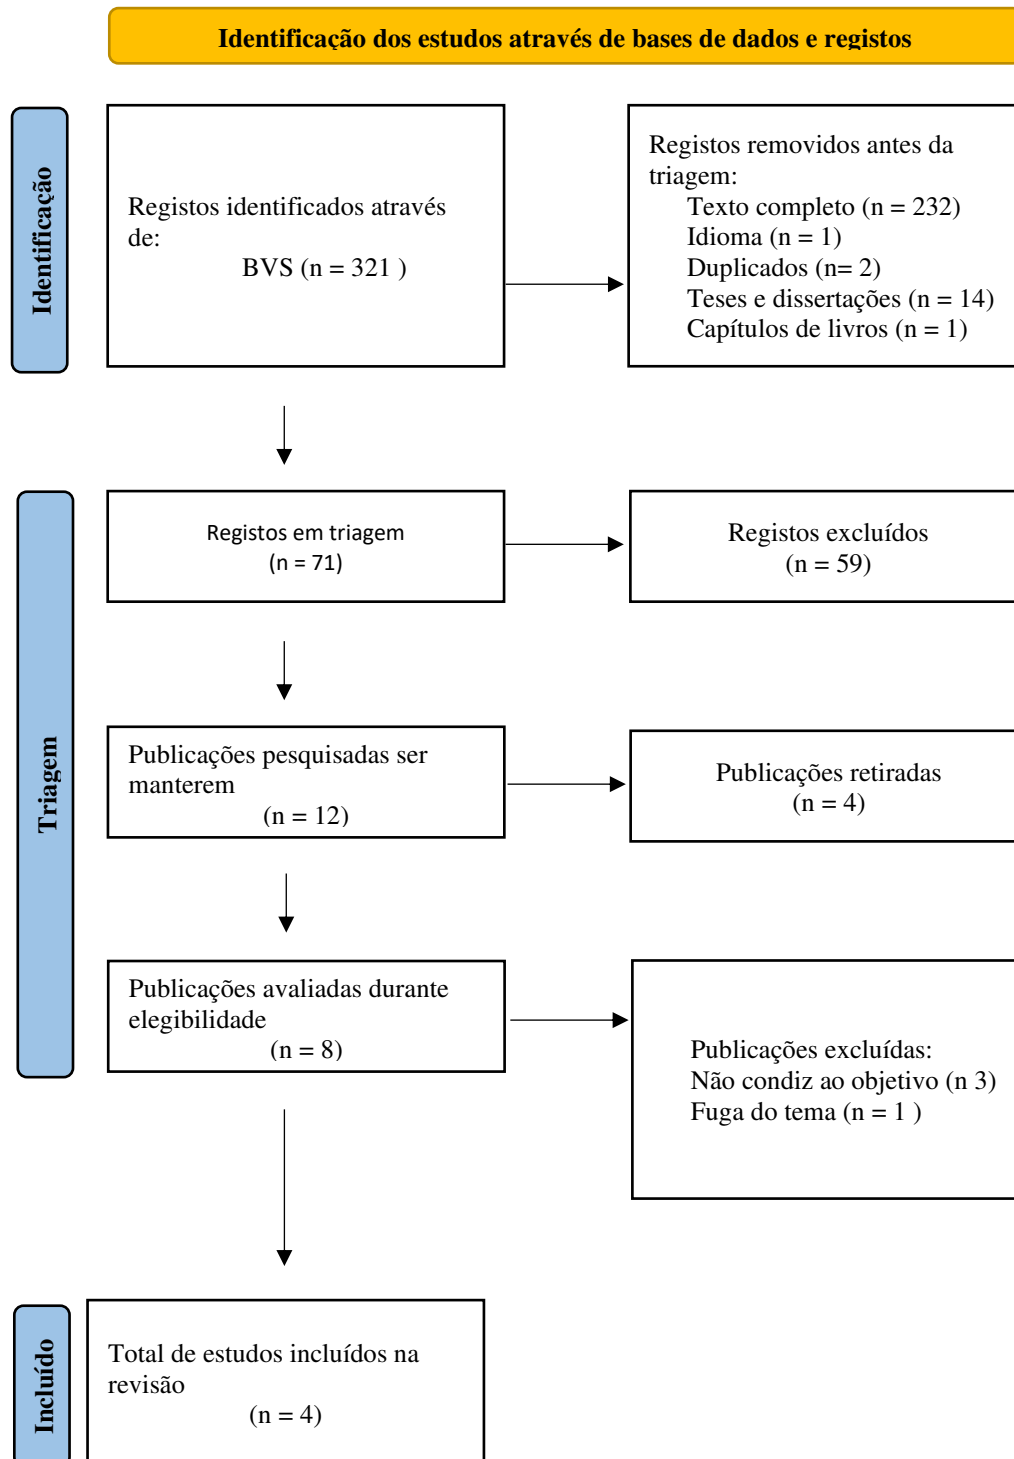 Identificação dos estudos através de bases de dados e registos
Identificação
Registos identificados através
de:
BVS (n = 321 )
Registos removidos antes da
triagem:
Texto completo (n = 232)
Idioma (n = 1)
Duplicados (n= 2)
Teses e dissertações (n = 14)
Capítulos de livros (n = 1)
Triagem
Registos em triagem
(n = 71)
Registos excluídos
(n = 59)
Publicações pesquisadas ser
manterem
(n = 12)
Publicações retiradas
(n = 4)
Publicações avaliadas durante
elegibilidade
(n = 8)
Publicações excluídas:
Não condiz ao objetivo (n 3)
Fuga do tema (n = 1 )
Incluído
Total de estudos incluídos na
revisão
(n = 4)